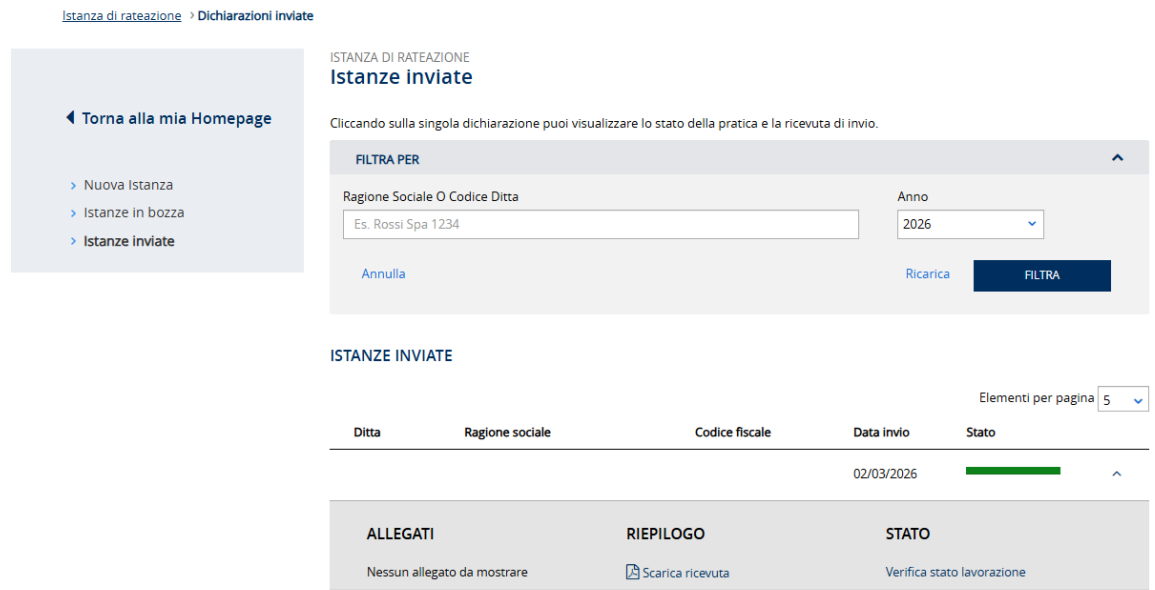 Istanza di rateazione > Dichiarazioni inviate
Torna alla mia Homepage
Nuova Istanza
Istanze in bozza
Istanze inviate
ISTANZA DI RATEAZIONE
Istanze inviate
Cliccando sulla singola dichiarazione puoi visualizzare lo stato della pratica e la ricevuta di invio.
FILTRA PER
Ragione Sociale O Codice Ditta Anno
Es. Rossi Spa 1234 2026
Annulla Ricarica FILTRA
ISTANZE INVIATE
Elementi per pagina 5
Ditta Ragione sociale Codice fiscale Data invio Stato
02/03/2026
ALLEGATI RIEPILOGO STATO
Nessun allegato da mostrare Scarica ricevuta Verifica stato lavorazione